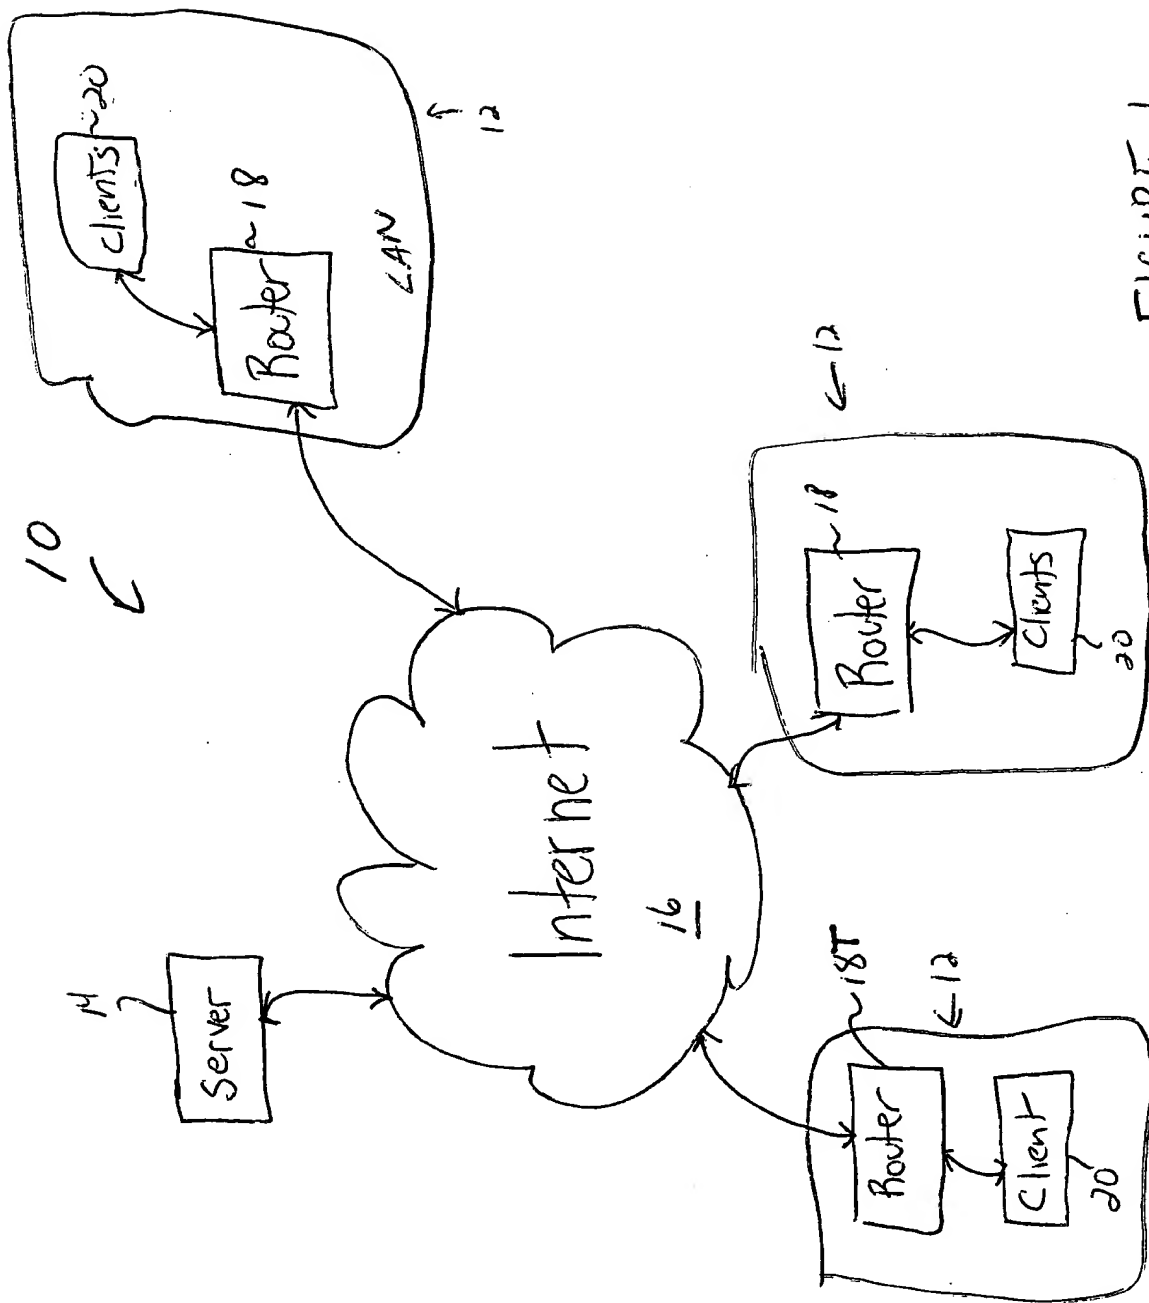 10
14
Server
Internet
16
clients
20
Router
18
LAN
12
18T
Router
12
Client
20
12
Router
18
Clients
20
FIGURE 1